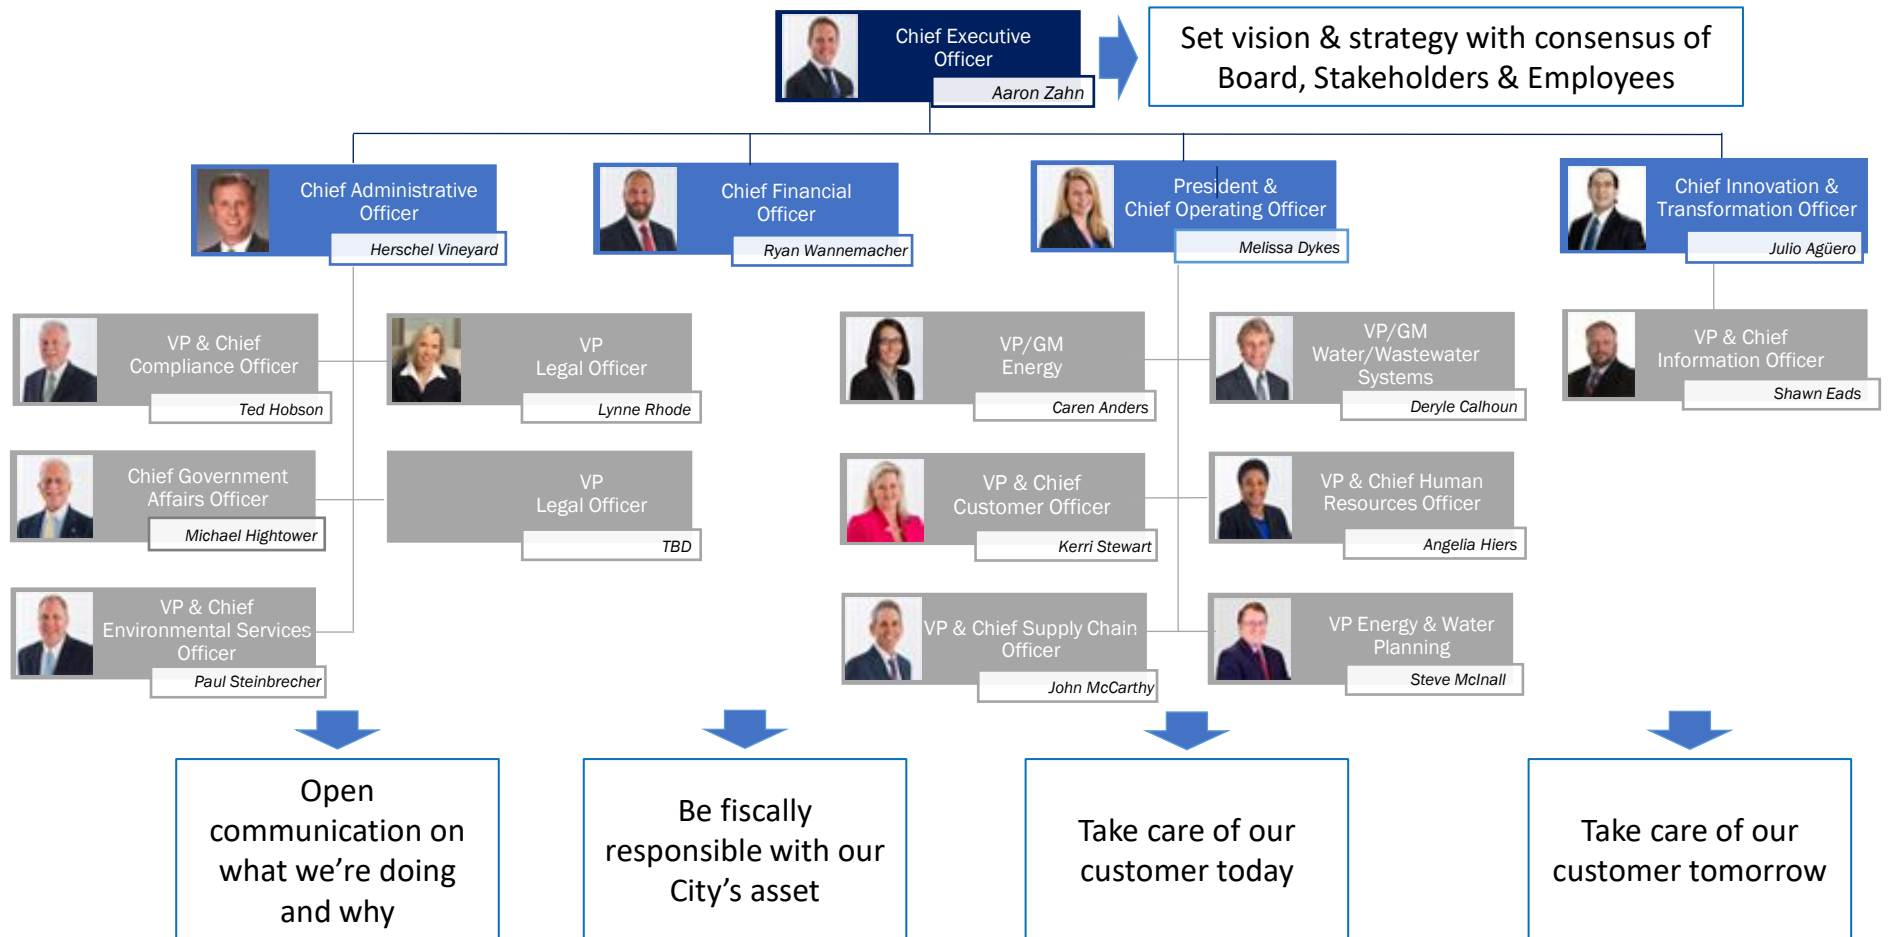 Chief Executive
Officer
Aaron Zahn
Set vision & strategy with consensus of
Board, Stakeholders & Employees
Chief Administrative
Officer
Herschel Vineyard
Chief Financial
Officer
Ryan Wannemacher
President &
Chief Operating Officer
Melissa Dykes
Chief Innovation &
Transformation Officer
Julio Agüero
VP & Chief
Compliance Officer
Ted Hobson
VP
Legal Officer
Lynne Rhode
VP/GM
Energy
Caren Anders
VP/GM
Water/Wastewater
Systems
Deryle Calhoun
VP & Chief
Information Officer
Shawn Eads
Chief Government
Affairs Officer
Michael Hightower
VP
Legal Officer
TBD
VP & Chief
Customer Officer
Kerri Stewart
VP & Chief Human
Resources Officer
Angelia Hiers
VP & Chief
Environmental Services
Officer
Paul Steinbrecher
VP & Chief Supply Chain
Officer
John McCarthy
VP Energy & Water
Planning
Steve McInall
Open
communication on
what we’re doing
and why
Be fiscally
responsible with our
City’s asset
Take care of our
customer today
Take care of our
customer tomorrow